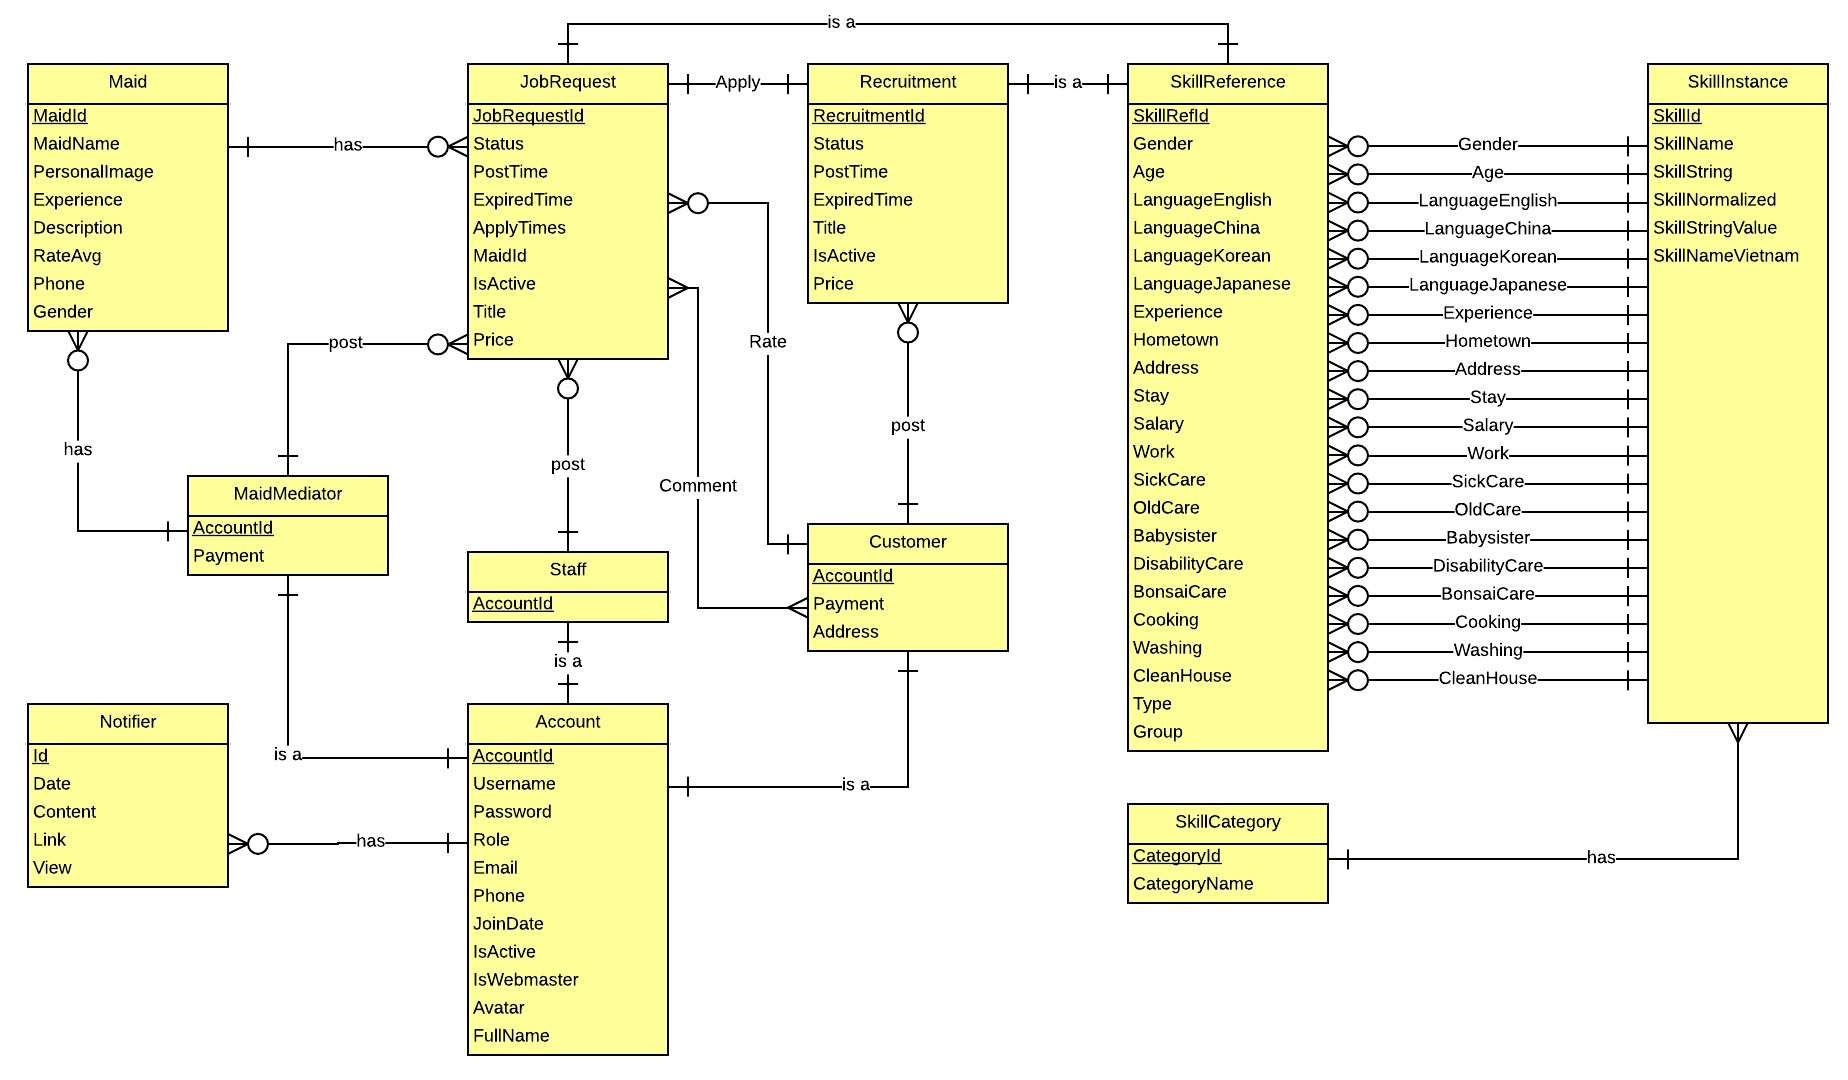 is a
Maid
MaidId
MaidName
PersonalImage
Experience
Description
RateAvg
Phone
Gender
has
JobRequest
JobRequestId
Status
PostTime
ExpiredTime
ApplyTimes
MaidId
IsActive
Title
Price
Apply
Recruitment
RecruitmentId
Status
PostTime
ExpiredTime
Title
IsActive
Price
is a
SkillReference
SkillRefId
Gender
Age
LanguageEnglish
LanguageChina
LanguageKorean
LanguageJapanese
Experience
Hometown
Address
Stay
Salary
Work
SickCare
OldCare
Babysister
DisabilityCare
BonsaiCare
Cooking
Washing
CleanHouse
Type
Group
Gender
Age
LanguageEnglish
LanguageChina
LanguageKorean
LanguageJapanese
Experience
Hometown
Address
Stay
Salary
Work
SickCare
OldCare
Babysister
DisabilityCare
BonsaiCare
Cooking
Washing
CleanHouse
SkillInstance
SkillId
SkillName
SkillString
SkillNormalized
SkillStringValue
SkillNameVietnam
post
Rate
has
post
Comment
post
MaidMediator
AccountId
Payment
Staff
AccountId
Customer
AccountId
Payment
Address
is a
Notifier
Id
Date
Content
Link
View
is a
has
Account
AccountId
Username
Password
Role
Email
Phone
JoinDate
IsActive
IsWebmaster
Avatar
FullName
is a
SkillCategory
CategoryId
CategoryName
has